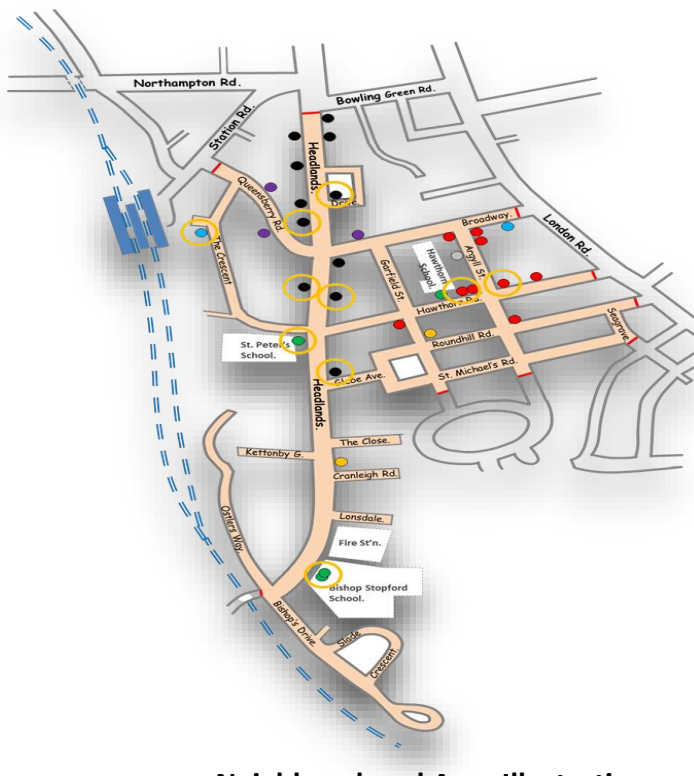 Northampton Rd.
Bowling Green Rd.
Station Rd.
Headlands.
Queensberry Rd.
Drive.
Broadway.
London Rd.
The Crescent
Garfield St.
Hawthorn
School.
Argyll St.
Hawthorn Rd.
St. Peter's
School.
Roundhill Rd.
Seagrave.
Glebe Ave.
St. Michael's Rd.
Headlands.
The Close.
Kettonby G.
Cranleigh Rd.
Ostlers Way.
Lonsdale.
Fire St'n.
Bishop Stopford
School.
Bishop's Drive.
Slade
Crescent.